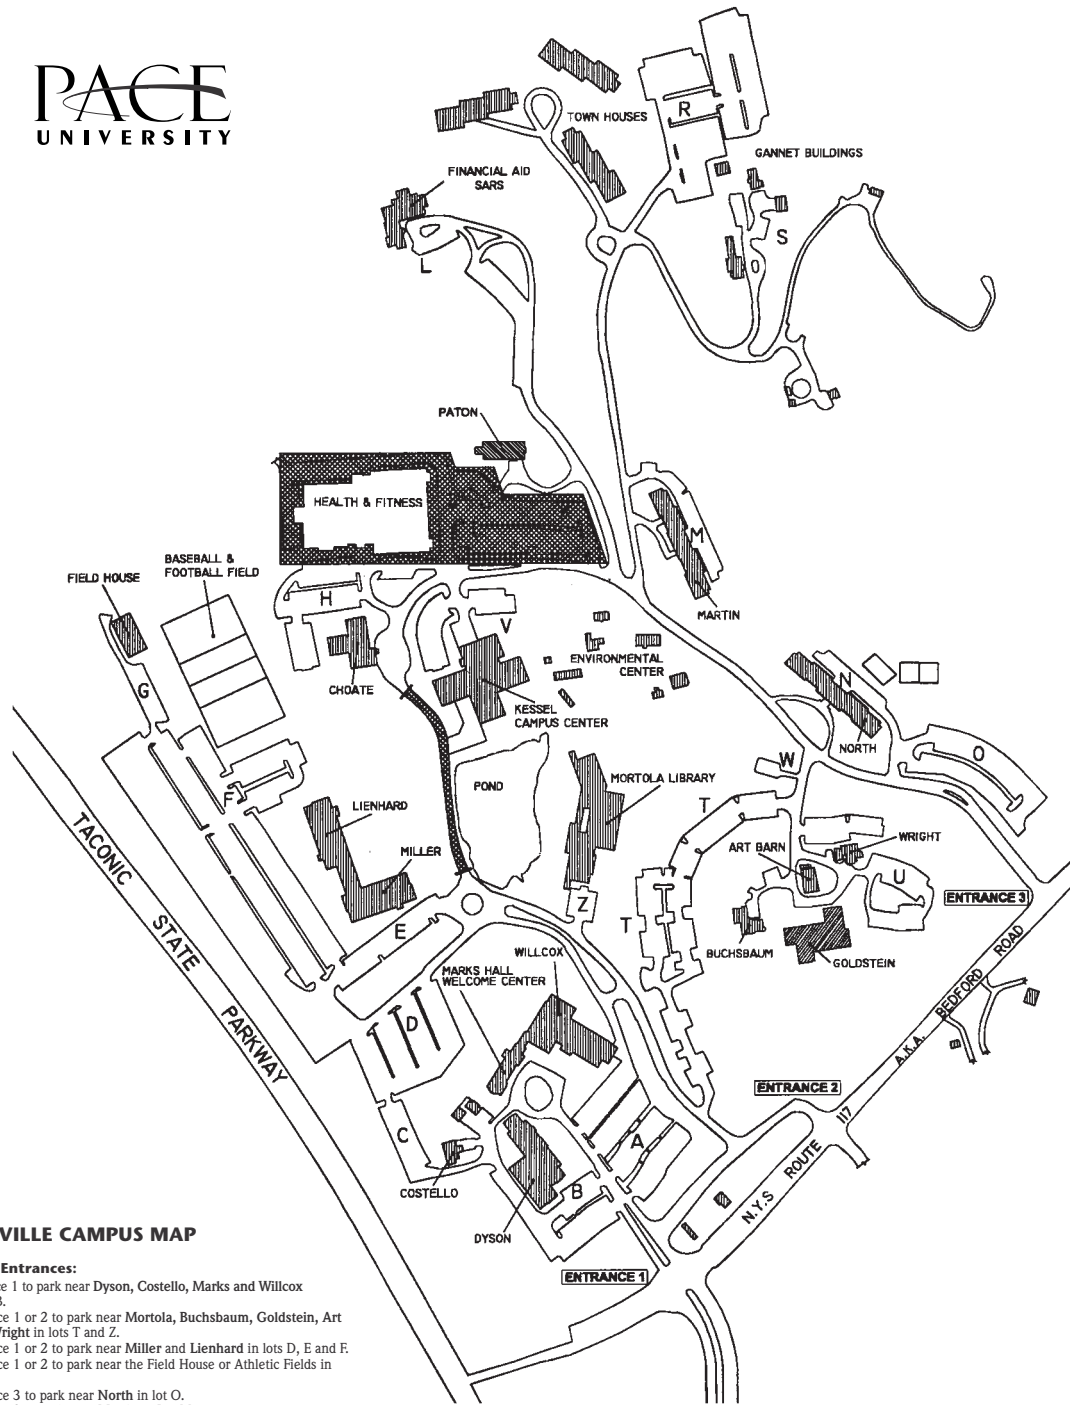 PACE
UNIVERSITY
TOWN HOUSES
R
GANNET BUILDINGS
FINANCIAL AID
SARS
S
L
PATON
HEALTH & FITNESS
M
BASEBALL &
FOOTBALL FIELD
FIELD HOUSE
H
MARTIN
V
ENVIRONMENTAL
CENTER
G
CHOATE
N
KESSEL
CAMPUS CENTER
NORTH
O
W
POND
MORTOLA LIBRARY
F
LIENHARD
T
WRIGHT
MILLER
ART BARN
U
ENTRANCE 3
Z
E
T
BUCHSBAUM
GOLDSTEIN
WILLCOX
MARKS HALL
WELCOME CENTER
TACONIC STATE PARKWAY
D
A.K.A. BEDFORD ROAD
ENTRANCE 2
C
A
N.Y.S ROUTE 117
COSTELLO
B
DYSON
ENTRANCE 1
VILLE CAMPUS MAP
Entrances:
ce 1 to park near Dyson, Costello, Marks and Willcox
B.
ce 1 or 2 to park near Mortola, Buchsbaum, Goldstein, Art
Wright in lots T and Z.
ce 1 or 2 to park near Miller and Lienhard in lots D, E and F.
ce 1 or 2 to park near the Field House or Athletic Fields in
ce 3 to park near North in lot O.